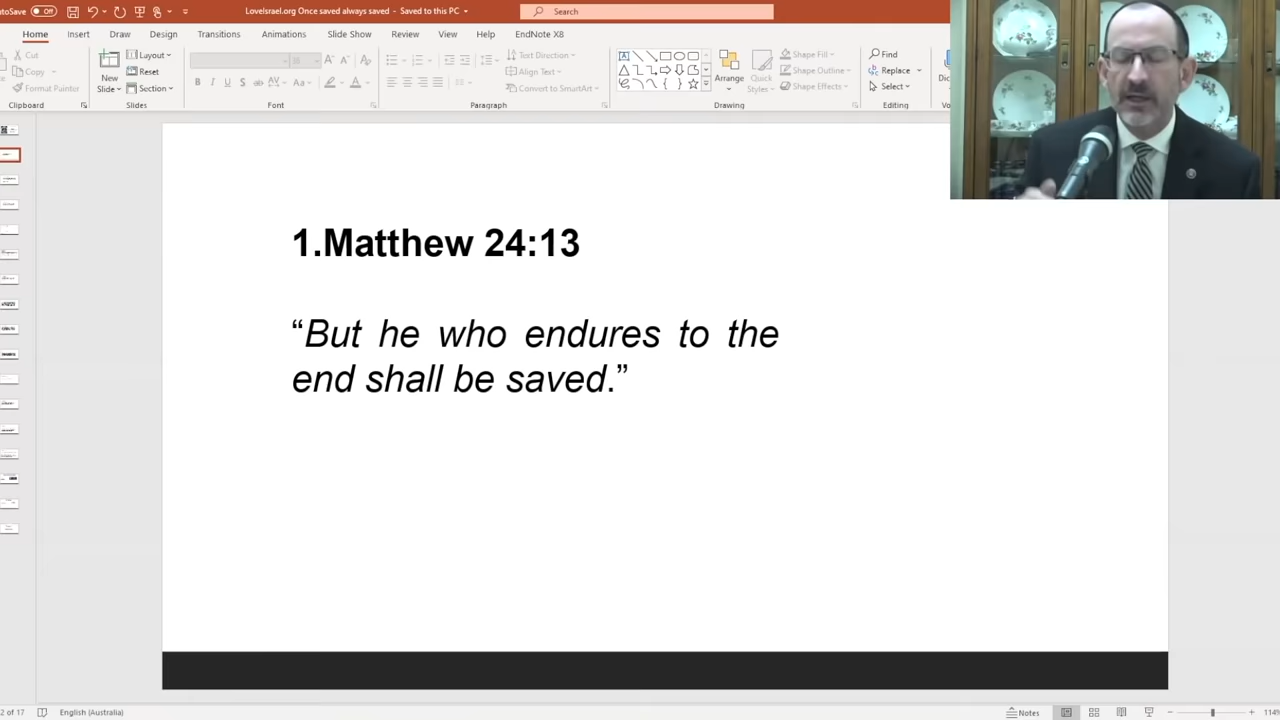 AutoSave Off LoveIsrael.org Once saved always saved - Saved to this PC Search
Home Insert Draw Design Transitions Animations Slide Show Review View Help EndNote X8
Cut
Copy
Format Painter
Clipboard
New
Slide
Layout
Reset
Section
Slides
Font
Paragraph
Text Direction
Align Text
Convert to SmartArt
Arrange
Quick
Styles
Shape Fill
Shape Outline
Shape Effects
Drawing
Find
Replace
Select
Editing
1.Matthew 24:13
“But he who endures to the
end shall be saved.”
2 of 17 English (Australia) Notes 114%